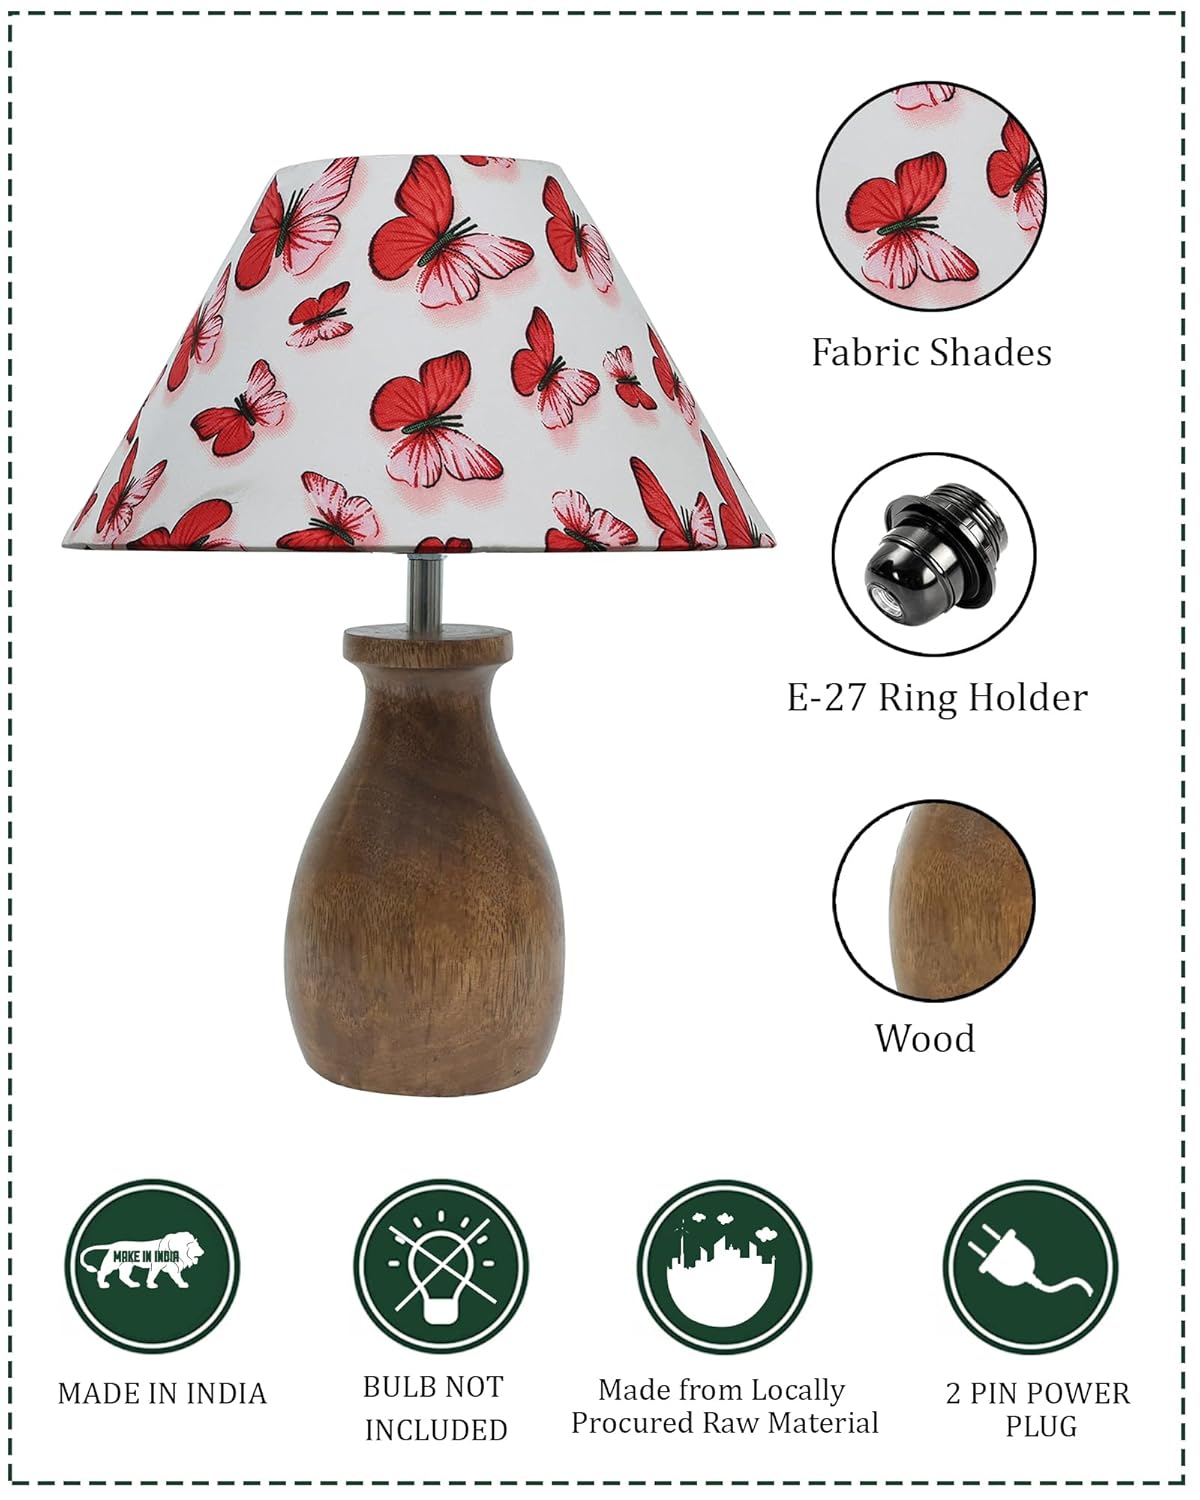 Fabric Shades
E-27 Ring Holder
Wood
MAKE IN INDIA
MADE IN INDIA
BULB NOT
INCLUDED
Made from Locally
Procured Raw Material
2 PIN POWER
PLUG